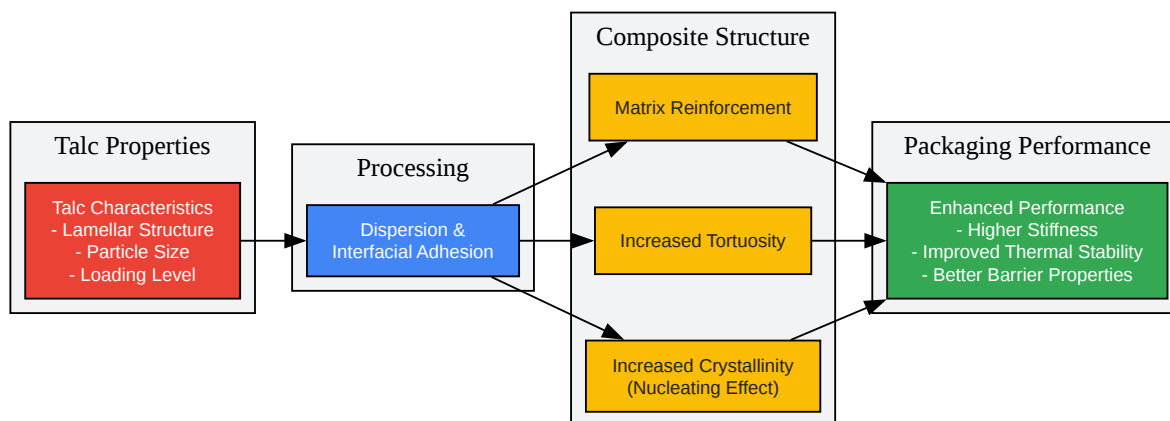 Talc Properties
Talc Characteristics
- Lamellar Structure
- Particle Size
- Loading Level
Processing
Dispersion &
Interfacial Adhesion
Composite Structure
Matrix Reinforcement
Increased Tortuosity
Increased Crystallinity
(Nucleating Effect)
Packaging Performance
Enhanced Performance
- Higher Stiffness
- Improved Thermal Stability
- Better Barrier Properties